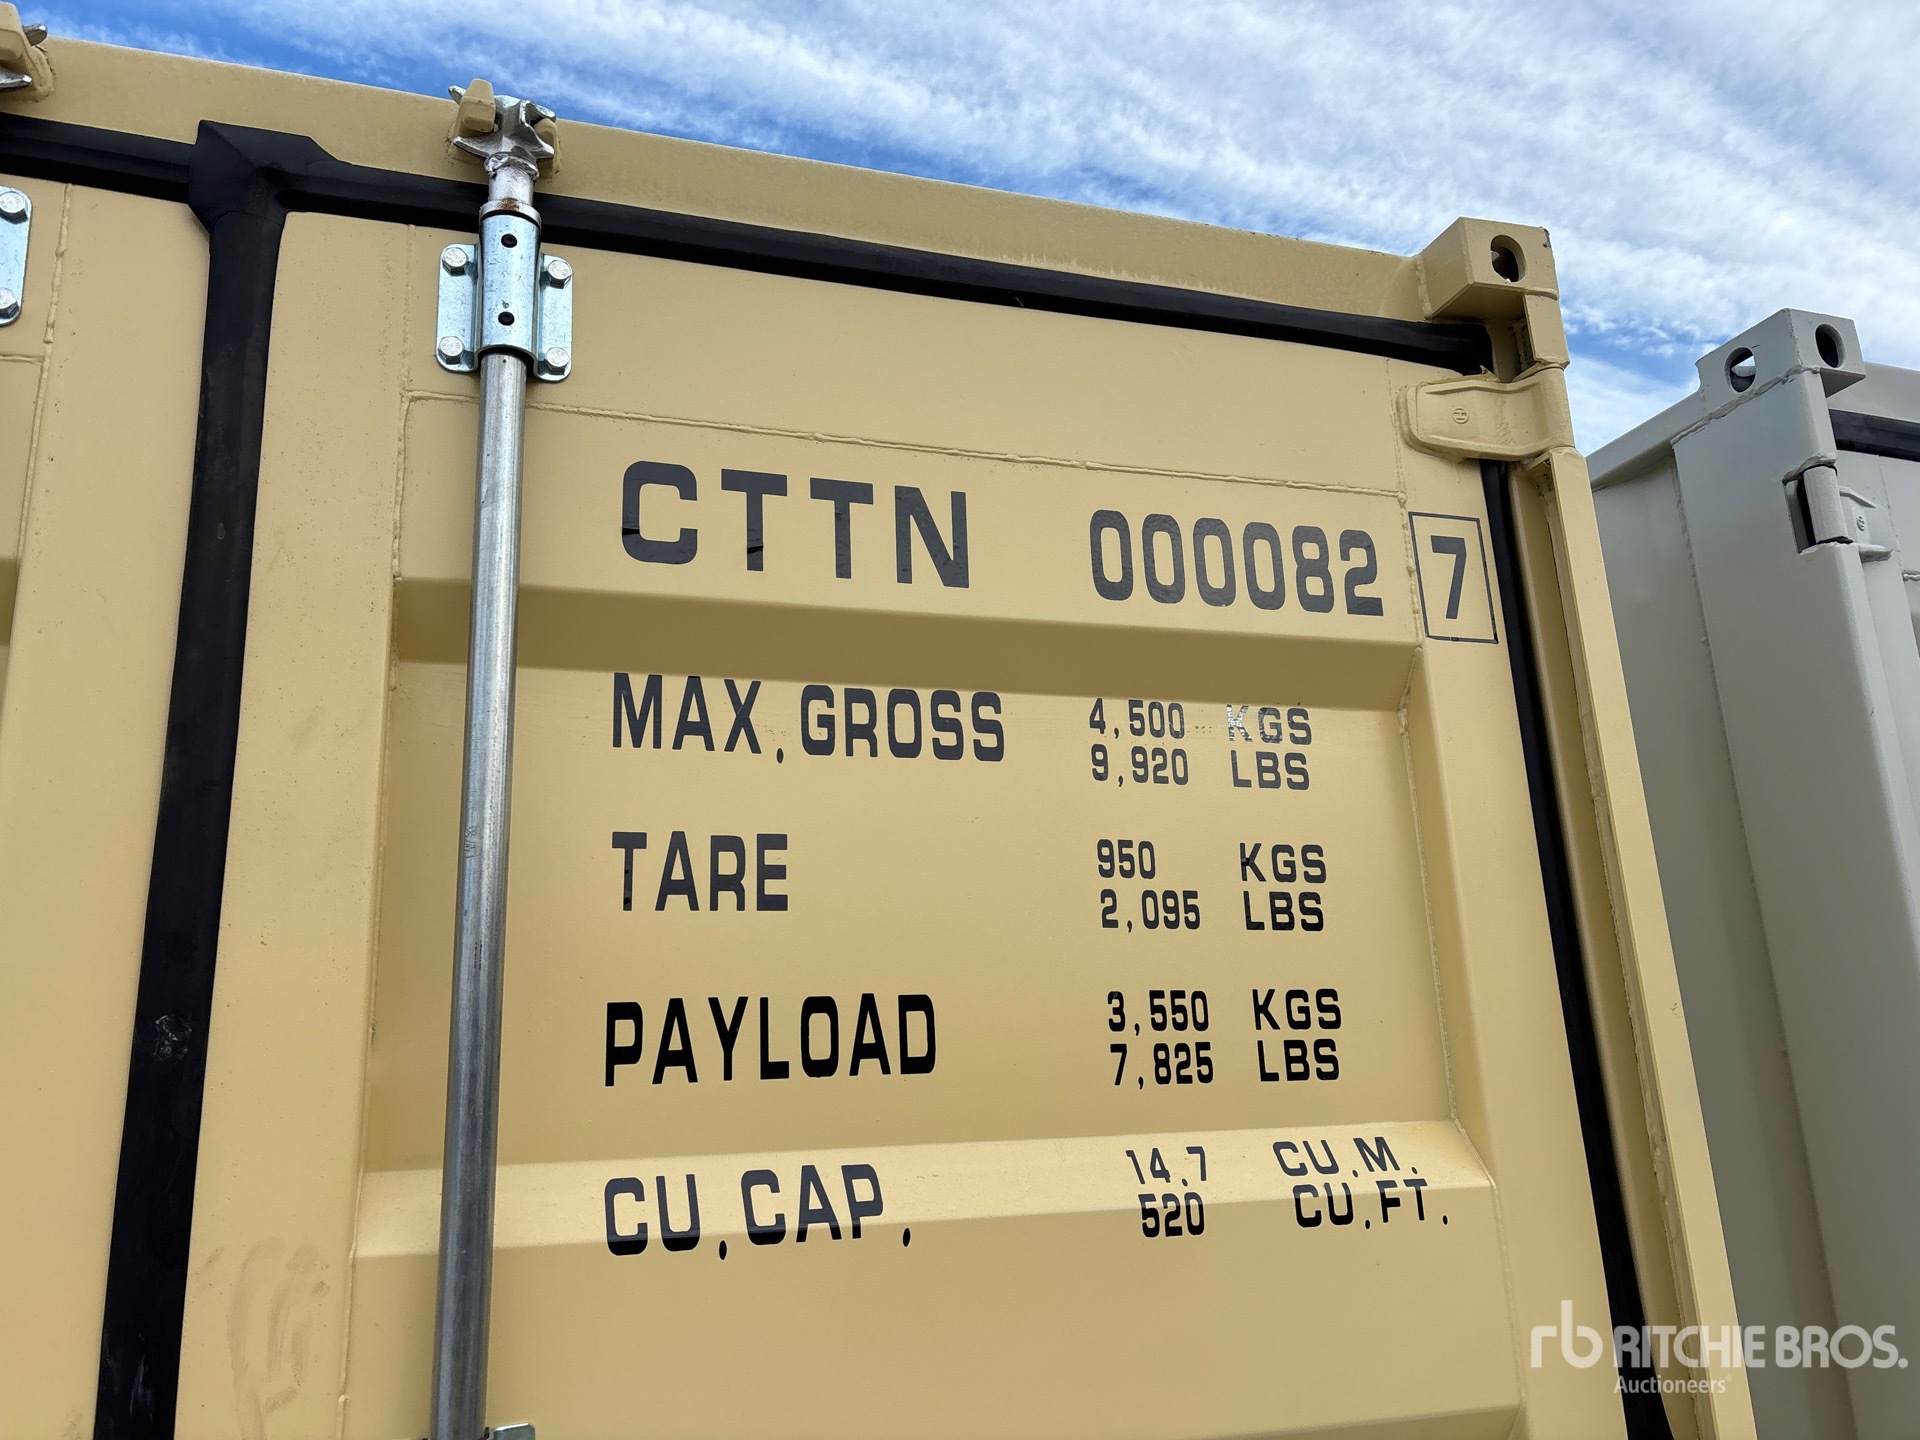 CTTN 000082 7
MAX.GROSS 4,500 KGS
9,920 LBS
TARE 950 KGS
2,095 LBS
PAYLOAD 3,550 KGS
7,825 LBS
CU.CAP. 14.7 CU.M.
520 CU.FT.
rb RITCHIE BROS.
Auctioneers